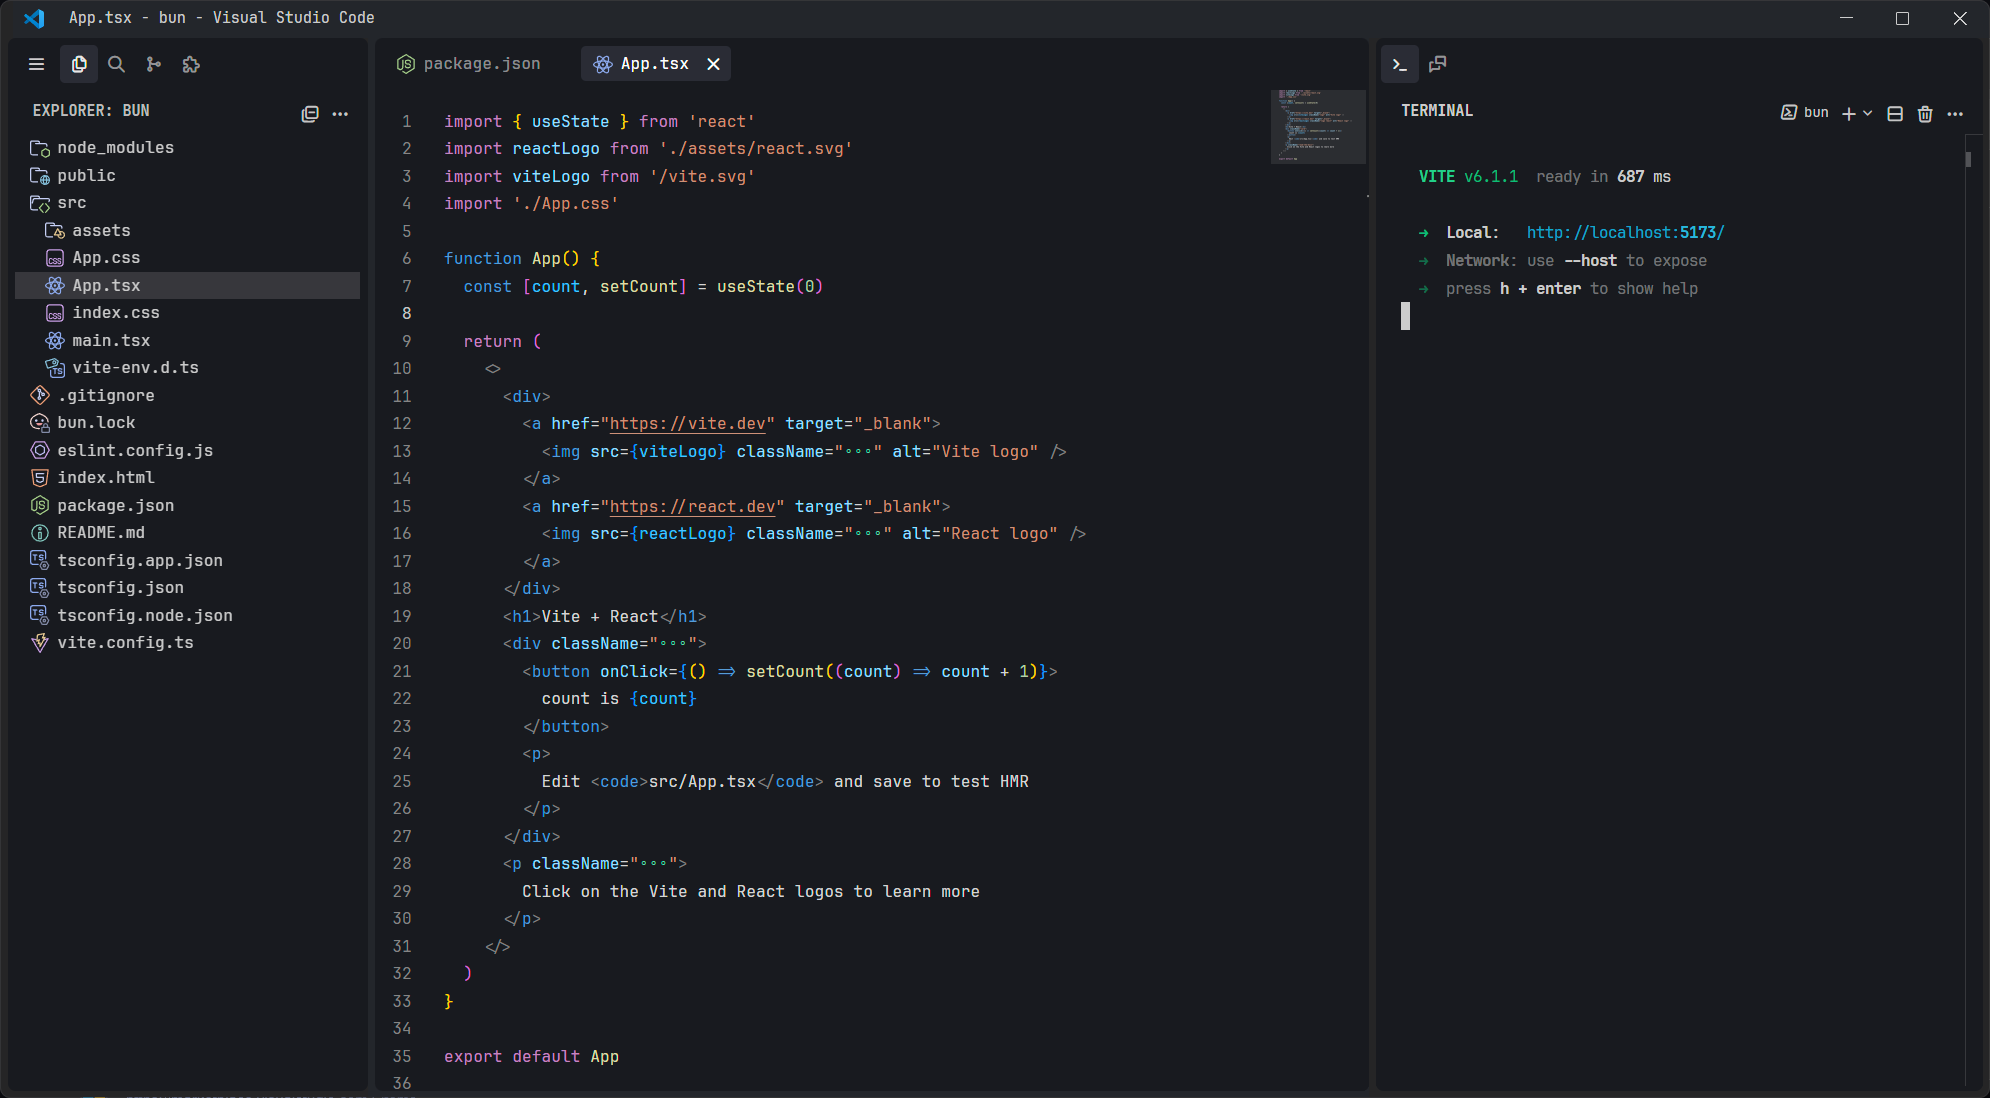 App.tsx - bun - Visual Studio Code
EXPLORER: BUN
node_modules
public
src
assets
App.css
App.tsx
index.css
main.tsx
vite-env.d.ts
.gitignore
bun.lock
eslint.config.js
index.html
package.json
README.md
tsconfig.app.json
tsconfig.json
tsconfig.node.json
vite.config.ts
package.json
App.tsx
1 import { useState } from 'react'
2 import reactLogo from './assets/react.svg'
3 import viteLogo from '/vite.svg'
4 import './App.css'
5
6 function App() {
7 const [count, setCount] = useState(0)
8
9 return (
10 <>
11 <div>
12 <a href="https://vite.dev" target="_blank">
13 <img src={viteLogo} className="•••" alt="Vite logo" />
14 </a>
15 <a href="https://react.dev" target="_blank">
16 <img src={reactLogo} className="•••" alt="React logo" />
17 </a>
18 </div>
19 <h1>Vite + React</h1>
20 <div className="•••">
21 <button onClick={() => setCount((count) => count + 1)}>
22 count is {count}
23 </button>
24 <p>
25 Edit <code>src/App.tsx</code> and save to test HMR
26 </p>
27 </div>
28 <p className="•••">
29 Click on the Vite and React logos to learn more
30 </p>
31 </>
32 )
33 }
34
35 export default App
36
TERMINAL
bun
VITE v6.1.1 ready in 687 ms
➜ Local: http://localhost:5173/
➜ Network: use --host to expose
➜ press h + enter to show help